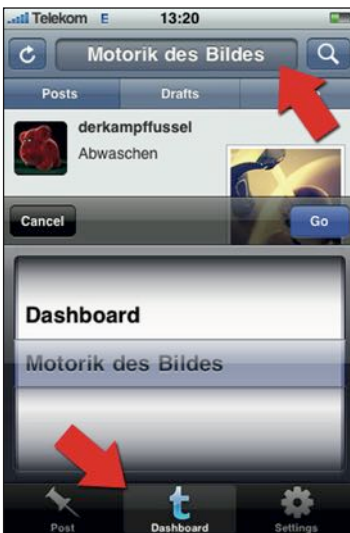 Telekom E 13:20
Motorik des Bildes
Posts Drafts
derkampffussel
Abwaschen
Cancel Go
Dashboard
Motorik des Bildes
t
Post Dashboard Settings